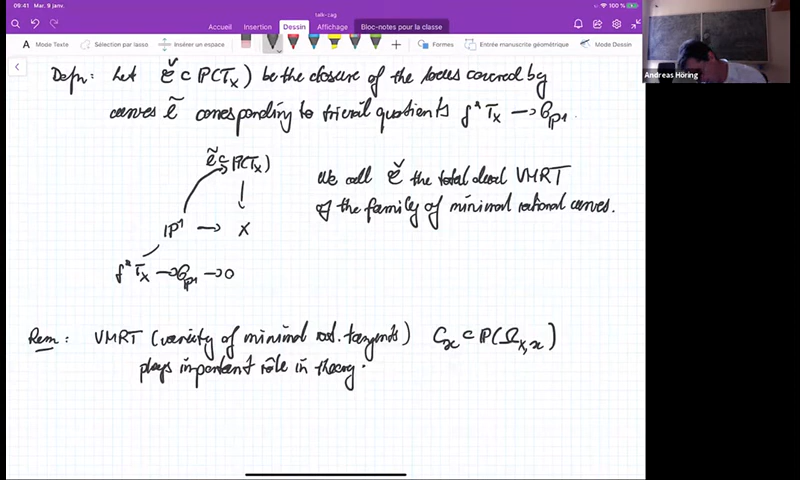 09:41 Mar. 9 janv.
100 %
talk-zag
Accueil Insertion Dessin Affichage Bloc-notes pour la classe
Mode Texte Sélection par lasso Insérer un espace Formes Entrée manuscrite géométrique Mode Dessin
Andreas Höring
Defn: Let Č ⊂ P(T_X) be the closure of the locus covered by
curves l̃ corresponding to trivial quotients f* T_X → O_P¹.
l̃ ⊂ P(T_X)
We call Č the total dual VMRT
of the family of minimal rational curves.
P¹ → X
f* T_X → O_P¹ → 0
Rem: VMRT (variety of minimal rat. tangents) C_x ⊂ P(Ω_X,x)
plays important rôle in theory.